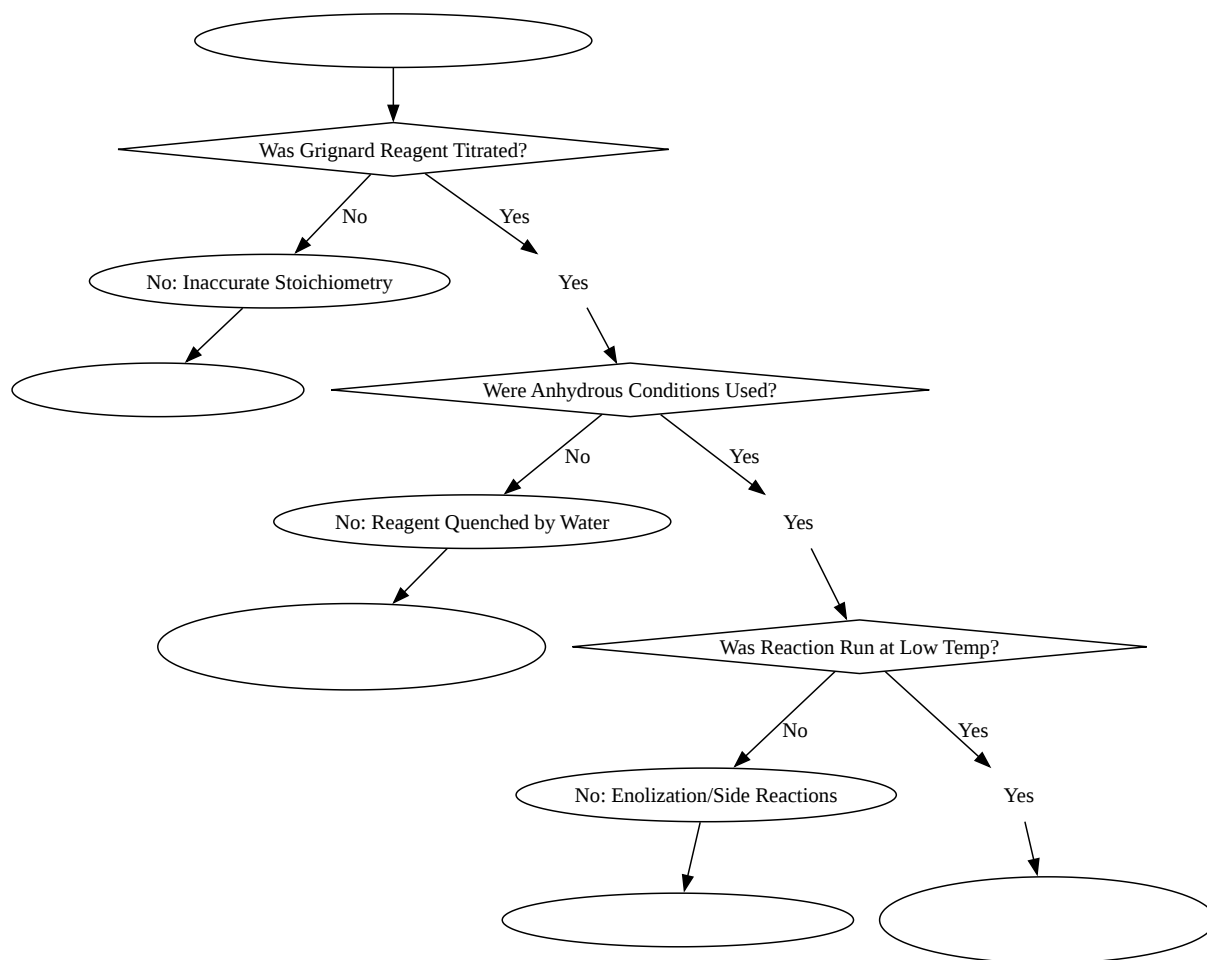 Was Grignard Reagent Titrated?
No
Yes
No: Inaccurate Stoichiometry
Yes
Were Anhydrous Conditions Used?
No
Yes
No: Reagent Quenched by Water
Yes
Was Reaction Run at Low Temp?
No
Yes
No: Enolization/Side Reactions
Yes